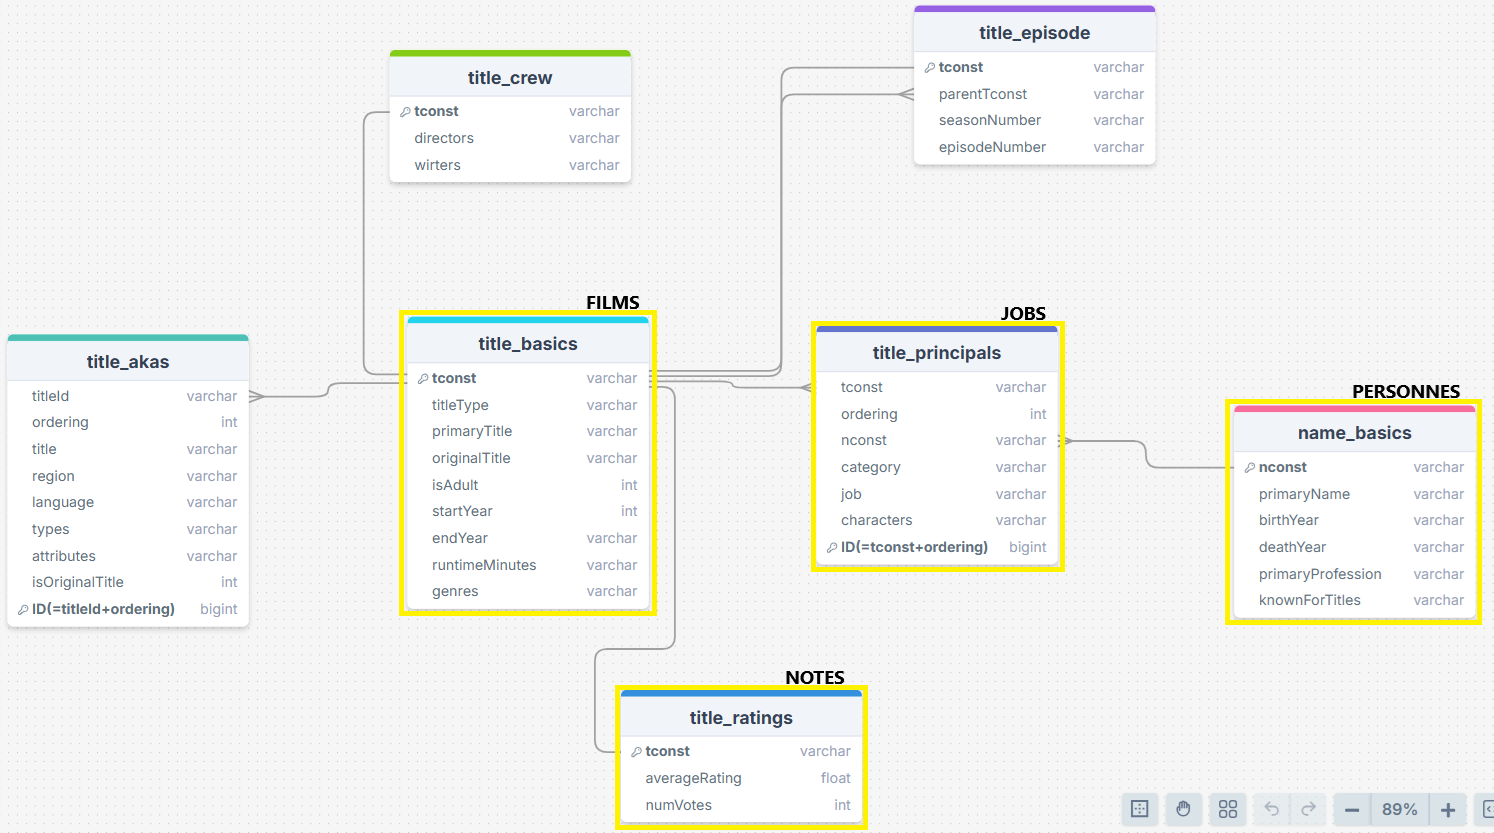 title_crew
tconst varchar
directors varchar
wirters varchar
title_episode
tconst varchar
parentTconst varchar
seasonNumber varchar
episodeNumber varchar
title_akas
titleId varchar
ordering int
title varchar
region varchar
language varchar
types varchar
attributes varchar
isOriginalTitle int
ID(=titleId+ordering) bigint
FILMS
title_basics
tconst varchar
titleType varchar
primaryTitle varchar
originalTitle varchar
isAdult int
startYear int
endYear varchar
runtimeMinutes varchar
genres varchar
JOBS
title_principals
tconst varchar
ordering int
nconst varchar
category varchar
job varchar
characters varchar
ID(=tconst+ordering) bigint
PERSONNES
name_basics
nconst varchar
primaryName varchar
birthYear varchar
deathYear varchar
primaryProfession varchar
knownForTitles varchar
NOTES
title_ratings
tconst varchar
averageRating float
numVotes int
89%